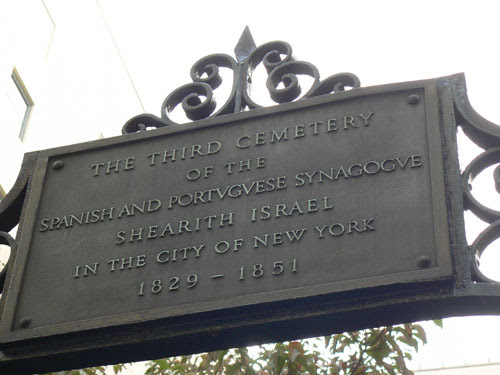 THE THIRD CEMETERY
OF THE
SPANISH AND PORTVGVESE SYNAGOGVE
SHEARITH ISRAEL
IN THE CITY OF NEW YORK
1829 – 1851